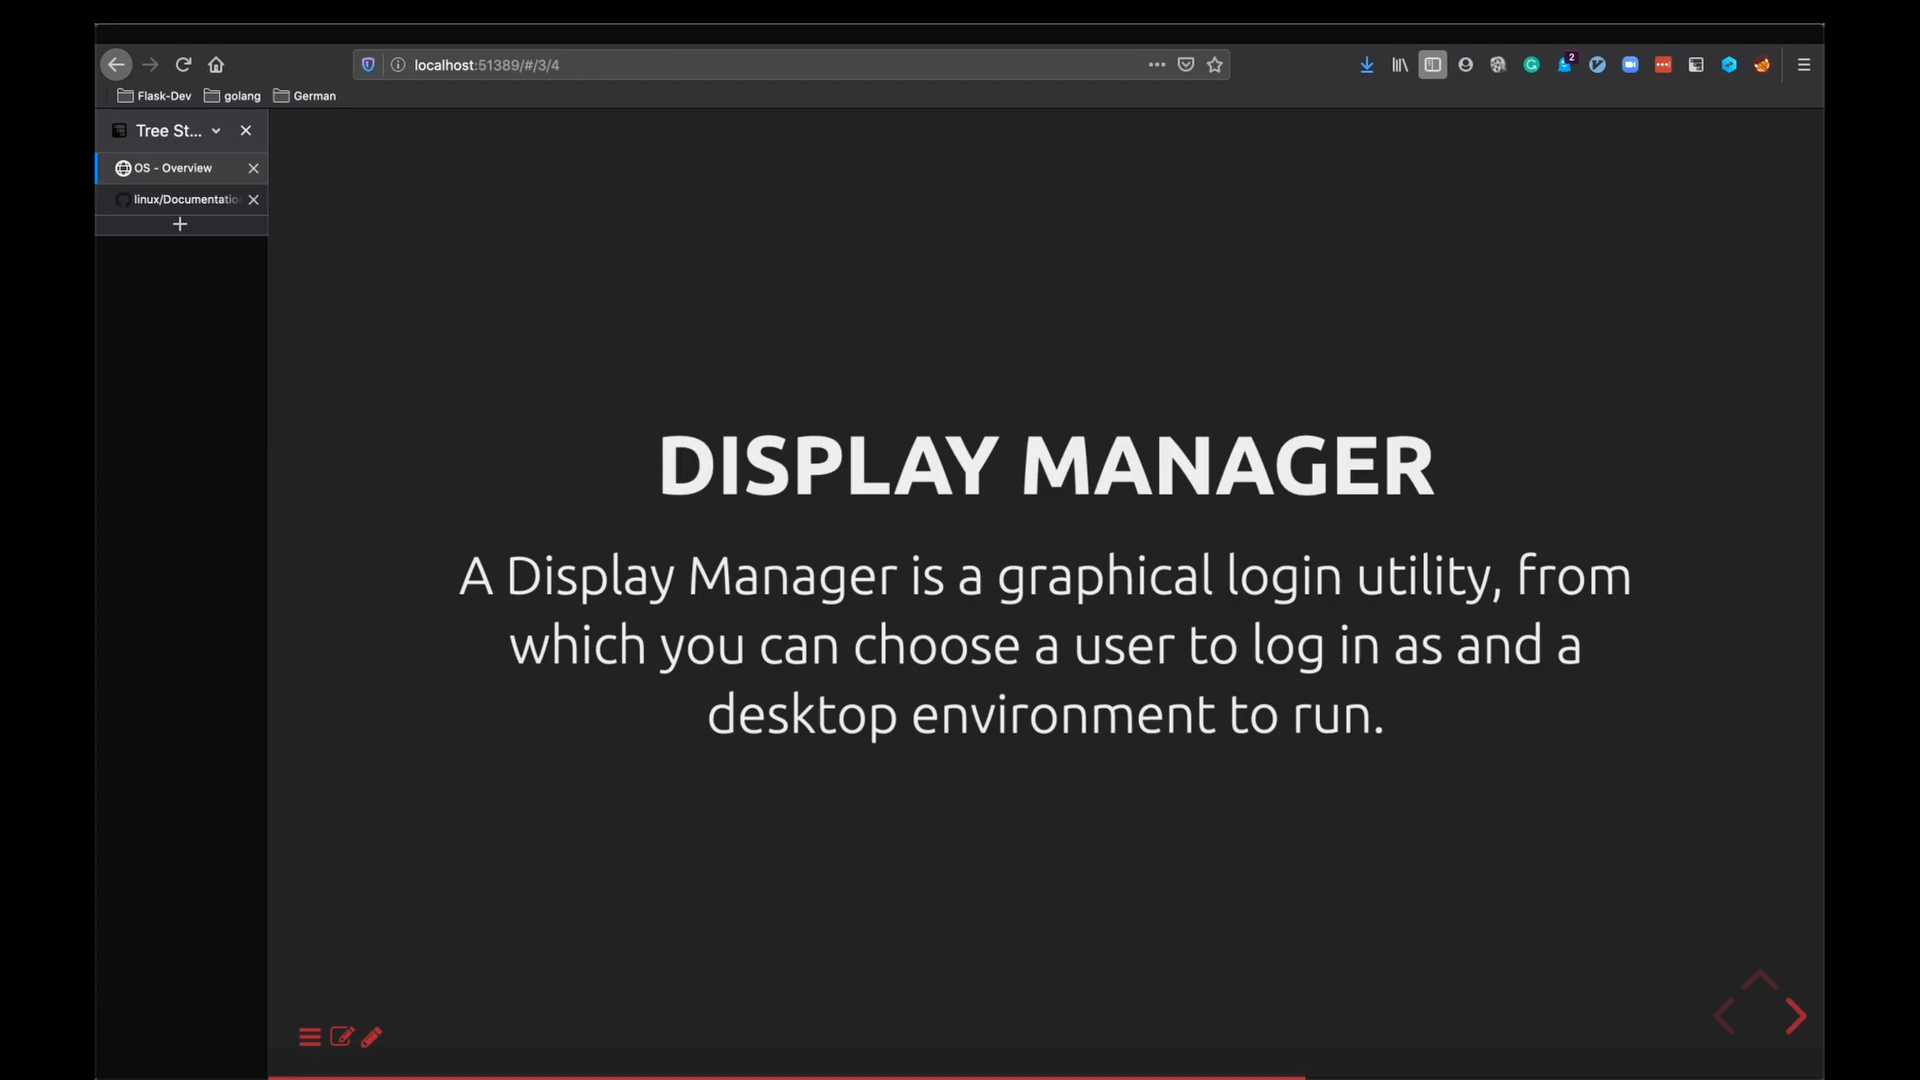 localhost:51389/#/3/4
2
Flask-Dev
golang
German
Tree St...
OS - Overview
linux/Documentatio
DISPLAY MANAGER
A Display Manager is a graphical login utility, from
which you can choose a user to log in as and a
desktop environment to run.